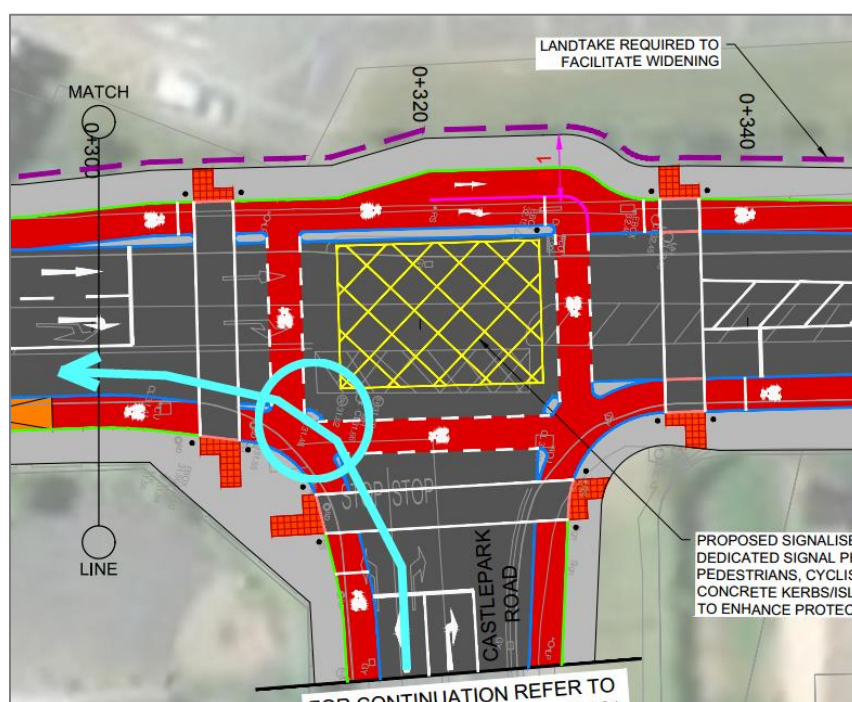 LANDTAKE REQUIRED TO
FACILITATE WIDENING
MATCH
0+300
0+320
0+340
1
STOP STOP
CASTLEPARK
ROAD
LINE
PROPOSED SIGNALISE
DEDICATED SIGNAL P
PEDESTRIANS, CYCLIS
CONCRETE KERBS/ISL
TO ENHANCE PROTEC
FOR CONTINUATION REFER TO